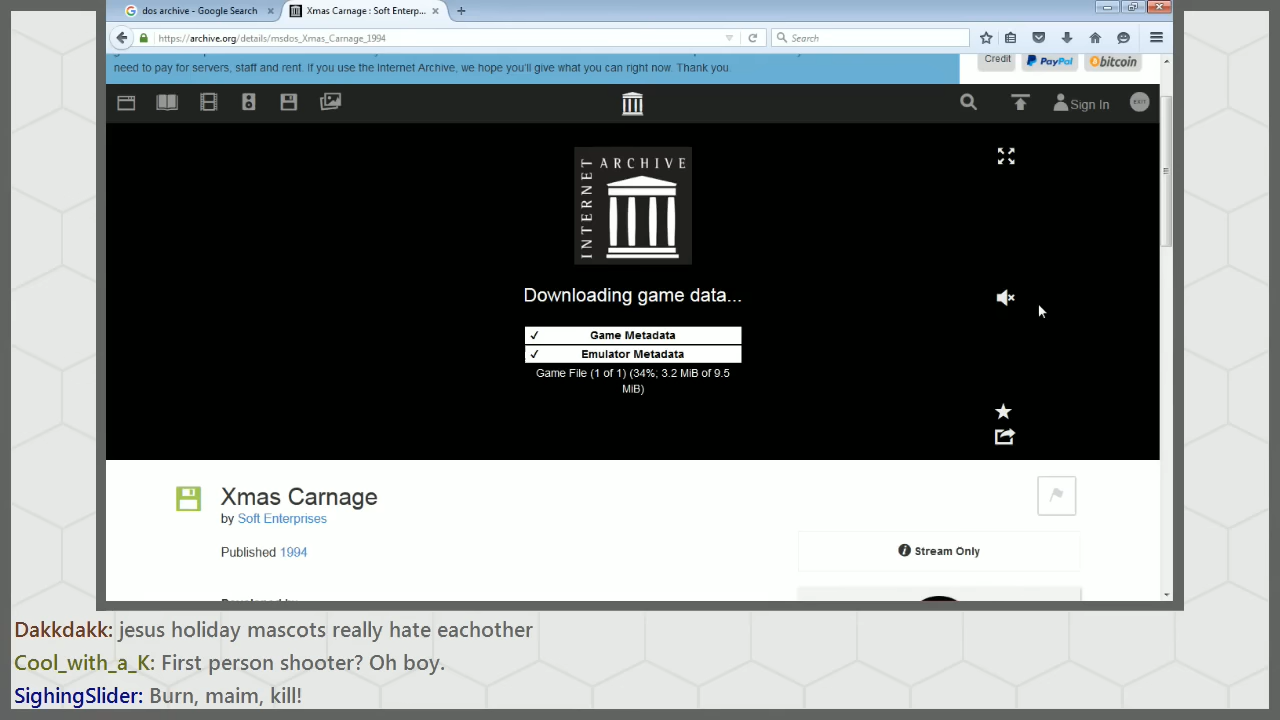 dos archive - Google Search
Xmas Carnage : Soft Enterp...
https://archive.org/details/msdos_Xmas_Carnage_1994
Search
need to pay for servers, staff and rent. If you use the Internet Archive, we hope you'll give what you can right now. Thank you.
Credit
PayPal
bitcoin
Sign In
EXIT
INTERNET ARCHIVE
Downloading game data...
✓ Game Metadata
✓ Emulator Metadata
Game File (1 of 1) (34%; 3.2 MiB of 9.5
MiB)
Xmas Carnage
by Soft Enterprises
Published 1994
Stream Only
Dakkdakk: jesus holiday mascots really hate eachother
Cool_with_a_K: First person shooter? Oh boy.
SighingSlider: Burn, maim, kill!